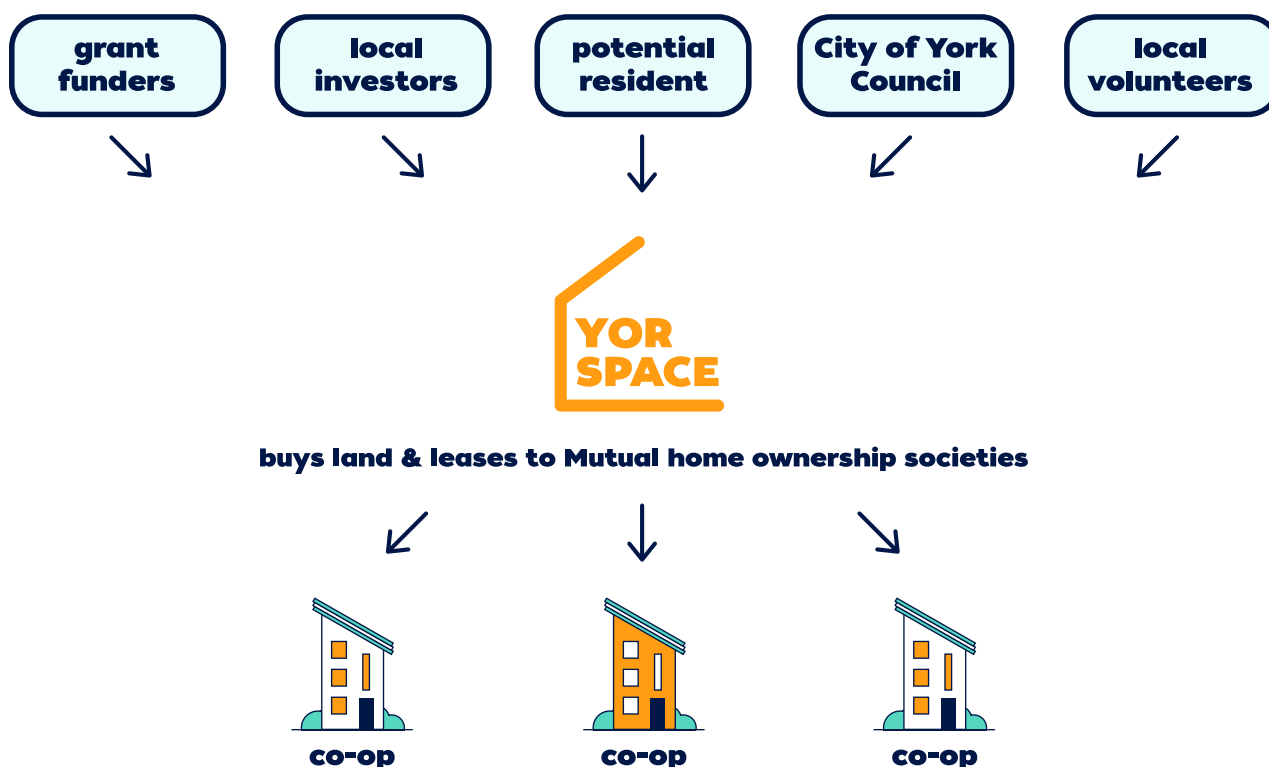 grant
funders
local
investors
potential
resident
City of York
Council
local
volunteers
YOR
SPACE
buys land & leases to Mutual home ownership societies
co-op
co-op
co-op